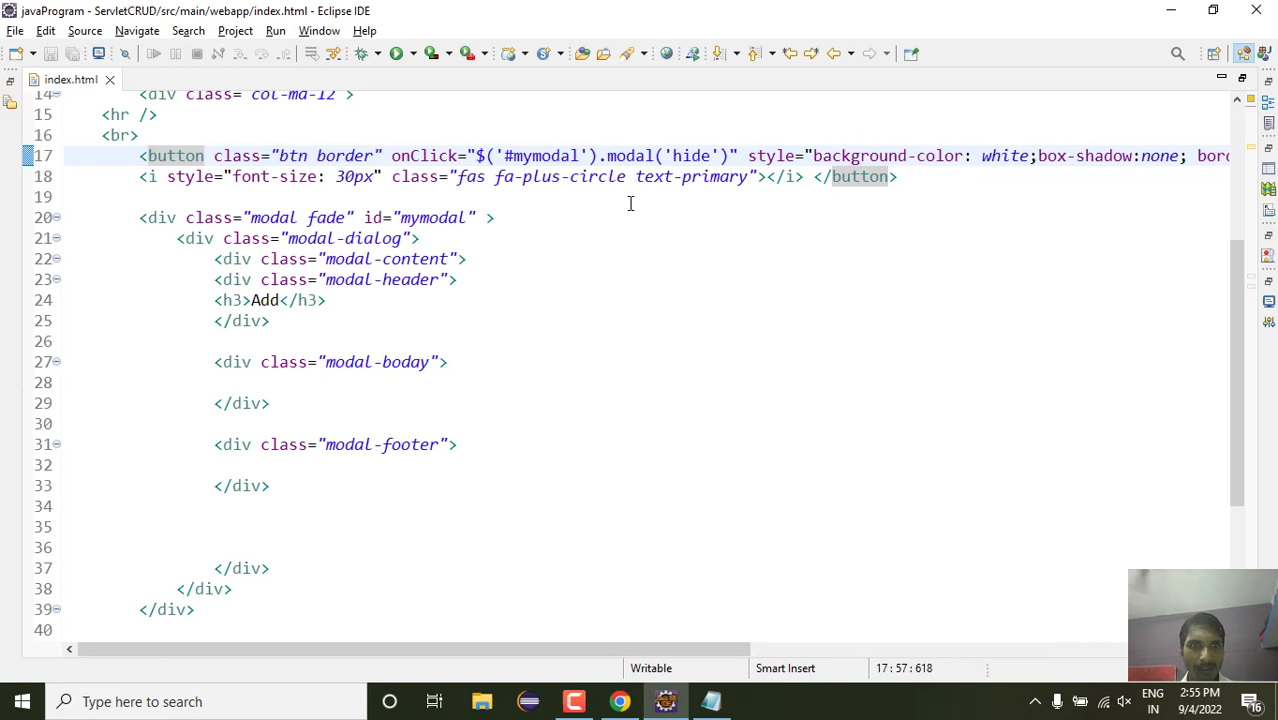 javaProgram - ServletCRUD/src/main/webapp/index.html - Eclipse IDE
File Edit Source Navigate Search Project Run Window Help
index.html
14 <div class= col-ma-12 >
15 <hr />
16 <br>
17 <button class="btn border" onClick="$('#mymodal').modal('hide')" style="background-color: white;box-shadow:none; bord
18 <i style="font-size: 30px" class="fas fa-plus-circle text-primary"></i> </button>
19
20 <div class="modal fade" id="mymodal" >
21 <div class="modal-dialog">
22 <div class="modal-content">
23 <div class="modal-header">
24 <h3>Add</h3>
25 </div>
26
27 <div class="modal-boday">
28
29 </div>
30
31 <div class="modal-footer">
32
33 </div>
34
35
36
37 </div>
38 </div>
39 </div>
40
Writable Smart Insert 17 : 57 : 618
Type here to search
ENG 2:55 PM
IN 9/4/2022
16